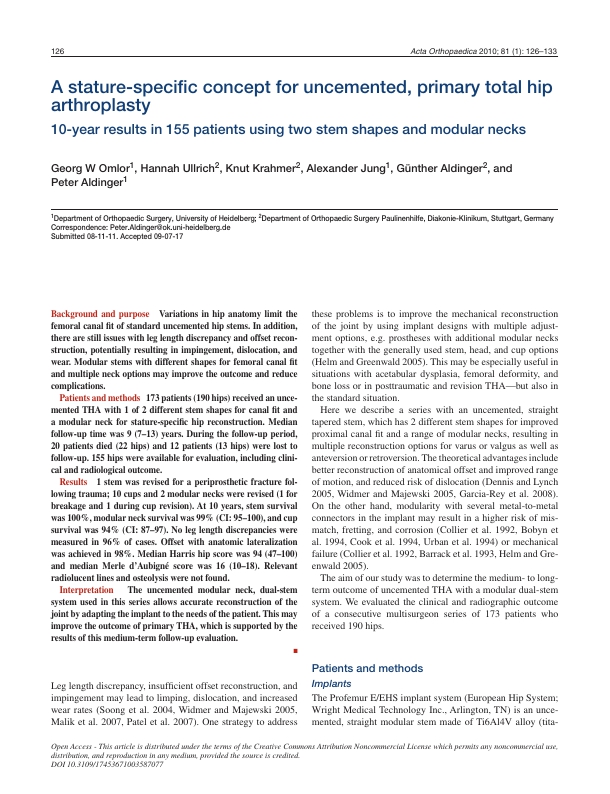 126
Acta Orthopaedica 2010; 81 (1): 126–133
A stature-specific concept for uncemented, primary total hip
arthroplasty
10-year results in 155 patients using two stem shapes and modular necks
Georg W Omlor1, Hannah Ullrich2, Knut Krahmer2, Alexander Jung1, Günther Aldinger2, and
Peter Aldinger1
1Department of Orthopaedic Surgery, University of Heidelberg; 2Department of Orthopaedic Surgery Paulinenhilfe, Diakonie-Klinikum, Stuttgart, Germany
Correspondence: Peter.Aldinger@ok.uni-heidelberg.de
Submitted 08-11-11. Accepted 09-07-17
Background and purpose Variations in hip anatomy limit the
femoral canal fit of standard uncemented hip stems. In addition,
there are still issues with leg length discrepancy and offset recon-
struction, potentially resulting in impingement, dislocation, and
wear. Modular stems with different shapes for femoral canal fit
and multiple neck options may improve the outcome and reduce
complications.
Patients and methods 173 patients (190 hips) received an unce-
mented THA with 1 of 2 different stem shapes for canal fit and
a modular neck for stature-specific hip reconstruction. Median
follow-up time was 9 (7–13) years. During the follow-up period,
20 patients died (22 hips) and 12 patients (13 hips) were lost to
follow-up. 155 hips were available for evaluation, including clini-
cal and radiological outcome.
Results 1 stem was revised for a periprosthetic fracture fol-
lowing trauma; 10 cups and 2 modular necks were revised (1 for
breakage and 1 during cup revision). At 10 years, stem survival
was 100%, modular neck survival was 99% (CI: 95–100), and cup
survival was 94% (CI: 87–97). No leg length discrepancies were
measured in 96% of cases. Offset with anatomic lateralization
was achieved in 98%. Median Harris hip score was 94 (47–100)
and median Merle d'Aubigné score was 16 (10–18). Relevant
radiolucent lines and osteolysis were not found.
Interpretation The uncemented modular neck, dual-stem
system used in this series allows accurate reconstruction of the
joint by adapting the implant to the needs of the patient. This may
improve the outcome of primary THA, which is supported by the
results of this medium-term follow-up evaluation.
Leg length discrepancy, insufficient offset reconstruction, and
impingement may lead to limping, dislocation, and increased
wear rates (Soong et al. 2004, Widmer and Majewski 2005,
Malik et al. 2007, Patel et al. 2007). One strategy to address
these problems is to improve the mechanical reconstruction
of the joint by using implant designs with multiple adjust-
ment options, e.g. prostheses with additional modular necks
together with the generally used stem, head, and cup options
(Helm and Greenwald 2005). This may be especially useful in
situations with acetabular dysplasia, femoral deformity, and
bone loss or in posttraumatic and revision THA—but also in
the standard situation.
Here we describe a series with an uncemented, straight
tapered stem, which has 2 different stem shapes for improved
proximal canal fit and a range of modular necks, resulting in
multiple reconstruction options for varus or valgus as well as
anteversion or retroversion. The theoretical advantages include
better reconstruction of anatomical offset and improved range
of motion, and reduced risk of dislocation (Dennis and Lynch
2005, Widmer and Majewski 2005, Garcia-Rey et al. 2008).
On the other hand, modularity with several metal-to-metal
connectors in the implant may result in a higher risk of mis-
match, fretting, and corrosion (Collier et al. 1992, Bobyn et
al. 1994, Cook et al. 1994, Urban et al. 1994) or mechanical
failure (Collier et al. 1992, Barrack et al. 1993, Helm and Gre-
enwald 2005).
The aim of our study was to determine the medium- to long-
term outcome of uncemented THA with a modular dual-stem
system. We evaluated the clinical and radiographic outcome
of a consecutive multisurgeon series of 173 patients who
received 190 hips.
Patients and methods
Implants
The Profemur E/EHS implant system (European Hip System;
Wright Medical Technology Inc., Arlington, TN) is an unce-
mented, straight modular stem made of Ti6Al4V alloy (tita-
Open Access - This article is distributed under the terms of the Creative Commons Attribution Noncommercial License which permits any noncommercial use,
distribution, and reproduction in any medium, provided the source is credited.
DOI 10.3109/17453671003587077